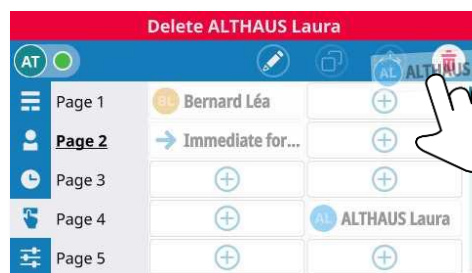 Delete ALTHAUS Laura
AT
AL ALTHAUS
Page 1 BL Bernard Léa
Page 2 Immediate for...
Page 3
Page 4 AL ALTHAUS Laura
Page 5